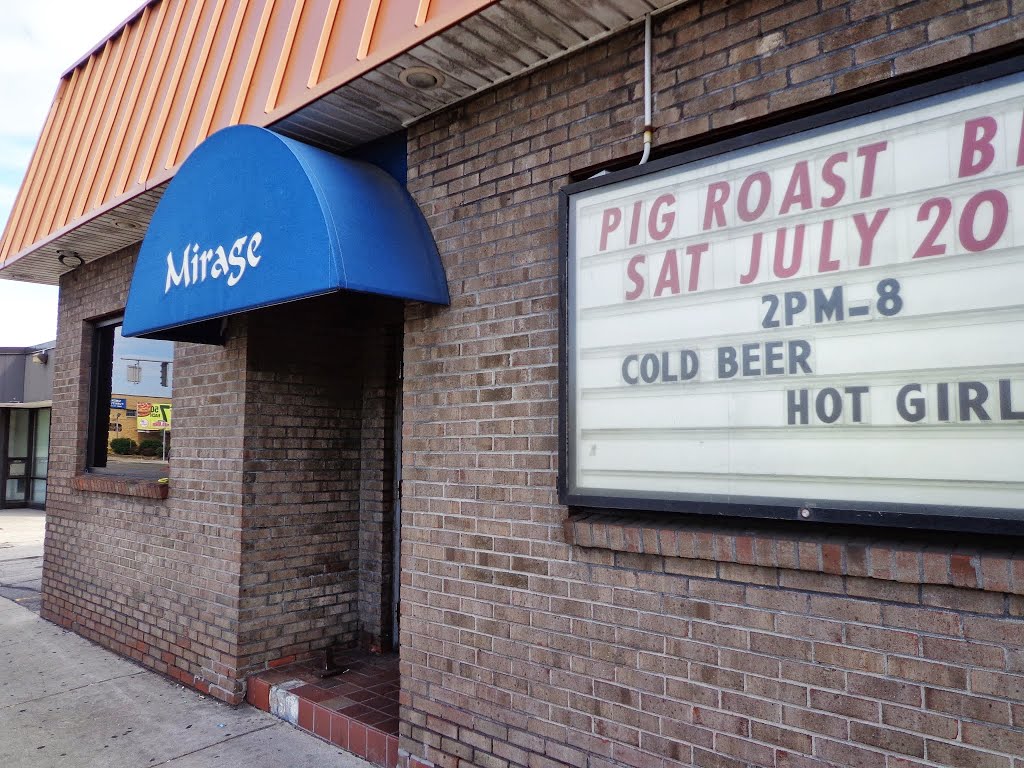 Mirage
PIG ROAST
SAT JULY 20
2PM-8
COLD BEER
HOT GIRL